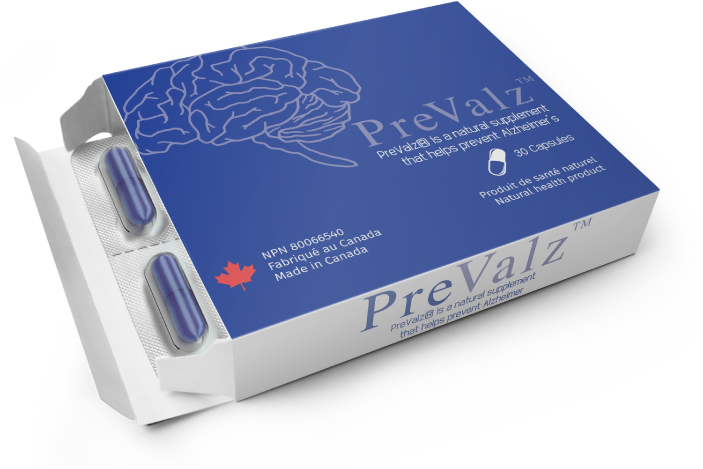 PreValz™
PreValz® is a natural supplement
that helps prevent Alzheimer's
30 Capsules
Produit de santé naturel
Natural health product
NPN 80066540
Fabriqué au Canada
Made in Canada
PreValz™
PreValz® is a natural supplement
that helps prevent Alzheimer